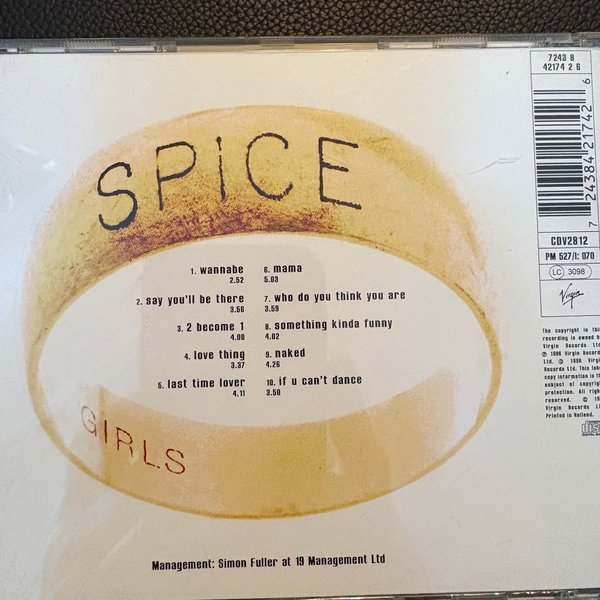 SPICE
GIRLS
1. wannabe
2.52
2. say you'll be there
3.56
3. 2 become 1
4.00
4. love thing
3.37
5. last time lover
4.11
6. mama
5.03
7. who do you think you are
3.59
8. something kinda funny
4.02
9. naked
4.26
10. if u can't dance
3.50
Management: Simon Fuller at 19 Management Ltd
7243 8
42174 2 6
7 24384 21742 6
CDV2812
PM 527/I: 070
LC 3098
Virgin
The copyright in this
recording is owned by
Virgin Records Ltd.
℗ 1996 Virgin Records
Ltd. © 1996 Virgin
Records Ltd. This label
copy information is the
subject of copyright
protection. All rights
reserved. ©
Virgin Records Ltd
Printed in Holland.